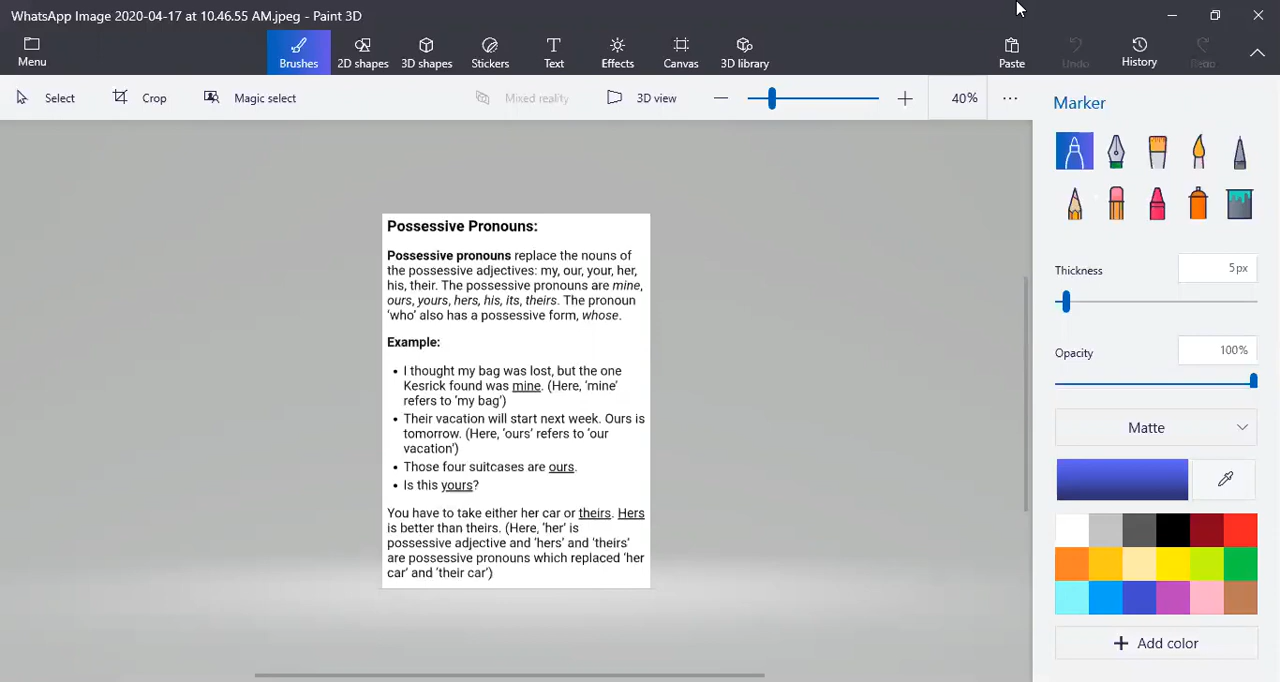 WhatsApp Image 2020-04-17 at 10.46.55 AM.jpeg - Paint 3D
Menu
Brushes
2D shapes
3D shapes
Stickers
Text
Effects
Canvas
3D library
Paste
Undo
History
Redo
Select
Crop
Magic select
Mixed reality
3D view
40%
Marker
Thickness
5px
Opacity
100%
Matte
Add color
Possessive Pronouns:
Possessive pronouns replace the nouns of
the possessive adjectives: my, our, your, her,
his, their. The possessive pronouns are mine,
ours, yours, hers, his, its, theirs. The pronoun
‘who’ also has a possessive form, whose.
Example:
• I thought my bag was lost, but the one
Kesrick found was mine. (Here, ‘mine’
refers to ‘my bag’)
• Their vacation will start next week. Ours is
tomorrow. (Here, ‘ours’ refers to ‘our
vacation’)
• Those four suitcases are ours.
• Is this yours?
You have to take either her car or theirs. Hers
is better than theirs. (Here, ‘her’ is
possessive adjective and ‘hers’ and ‘theirs’
are possessive pronouns which replaced ‘her
car’ and ‘their car’)